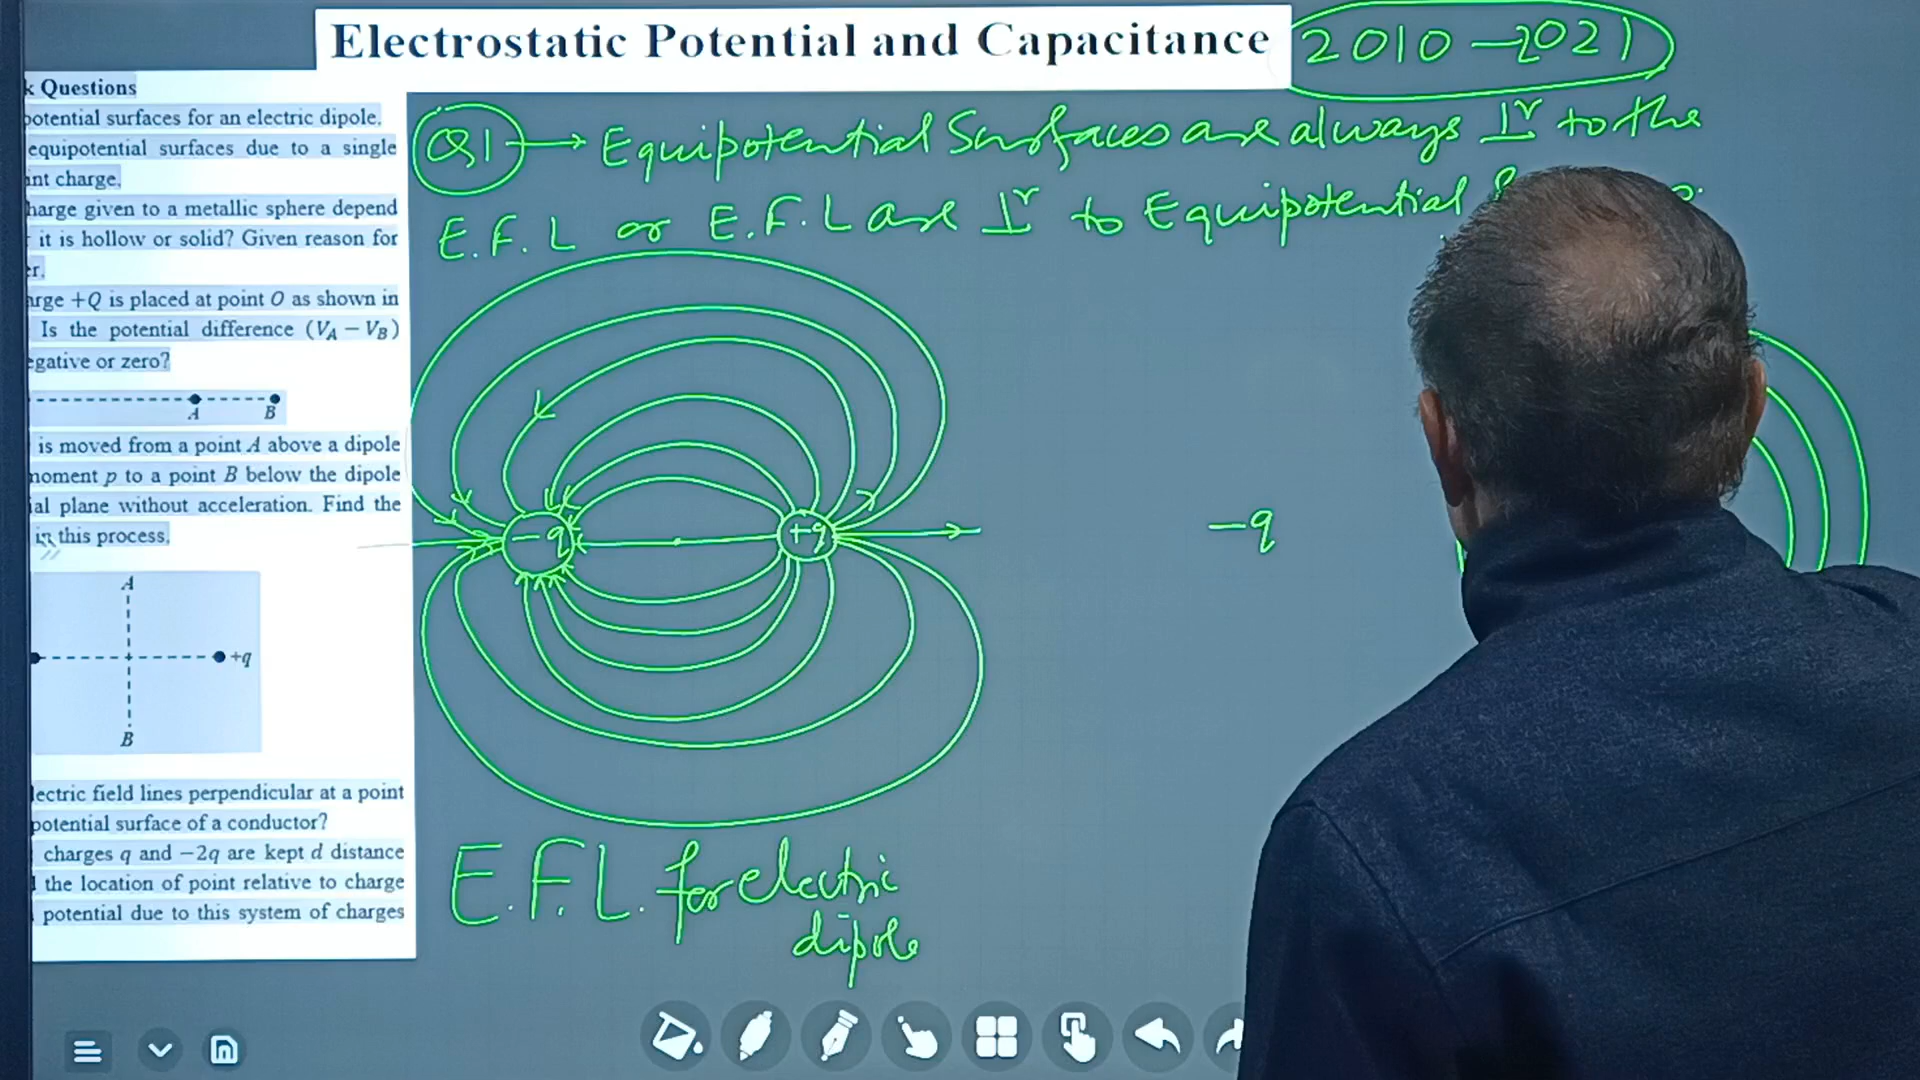 Electrostatic Potential and Capacitance
2010-2021
k Questions
potential surfaces for an electric dipole.
equipotential surfaces due to a single
int charge.
harge given to a metallic sphere depend
it is hollow or solid? Given reason for
er.
arge +Q is placed at point O as shown in
Is the potential difference (VA − VB)
egative or zero?
A B
is moved from a point A above a dipole
moment p to a point B below the dipole
ial plane without acceleration. Find the
in this process.
A
+q
B
lectric field lines perpendicular at a point
potential surface of a conductor?
charges q and −2q are kept d distance
the location of point relative to charge
potential due to this system of charges
Q1 → Equipotential Surfaces are always ⊥r to the
E.F.L or E.F.L are ⊥r to Equipotential
−q +q
−q
E.F.L. for electric
dipole